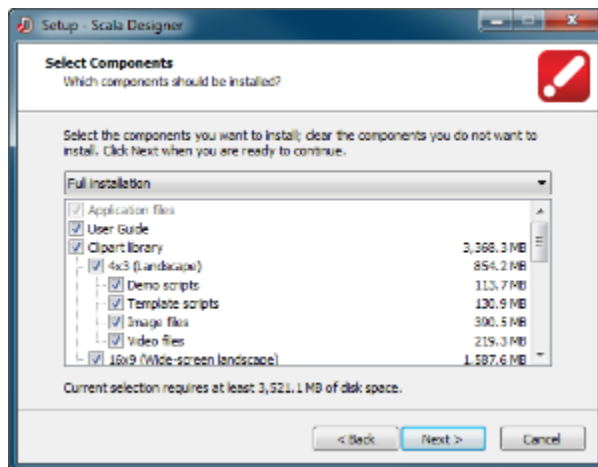 Setup - Scala Designer
Select Components
Which components should be installed?
Select the components you want to install; clear the components you do not want to
install. Click Next when you are ready to continue.
Full installation
Application files
User Guide
Clipart library 3,368.3 MB
4x3 (Landscape) 854.2 MB
Demo scripts 113.7 MB
Template scripts 130.9 MB
Image files 390.5 MB
Video files 219.3 MB
16x9 (Wide-screen landscape) 1,587.6 MB
Current selection requires at least 3,521.1 MB of disk space.
< Back Next > Cancel